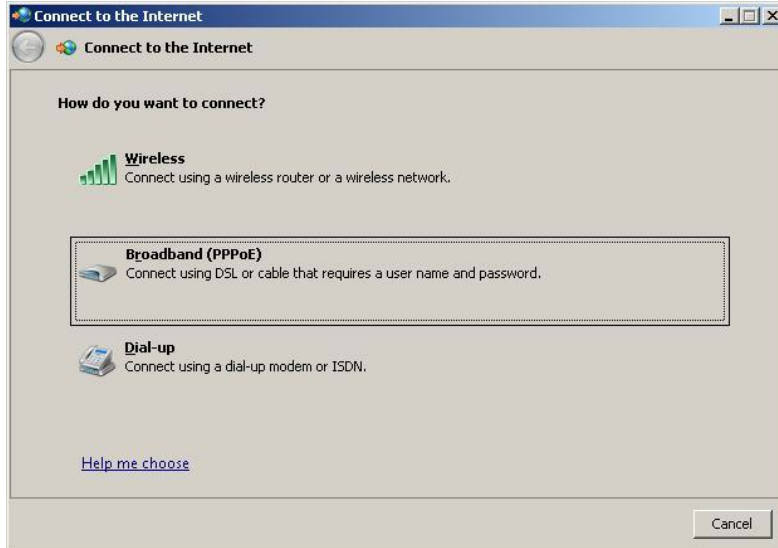 Connect to the Internet
Connect to the Internet
How do you want to connect?
Wireless
Connect using a wireless router or a wireless network.
Broadband (PPPoE)
Connect using DSL or cable that requires a user name and password.
Dial-up
Connect using a dial-up modem or ISDN.
Help me choose
Cancel